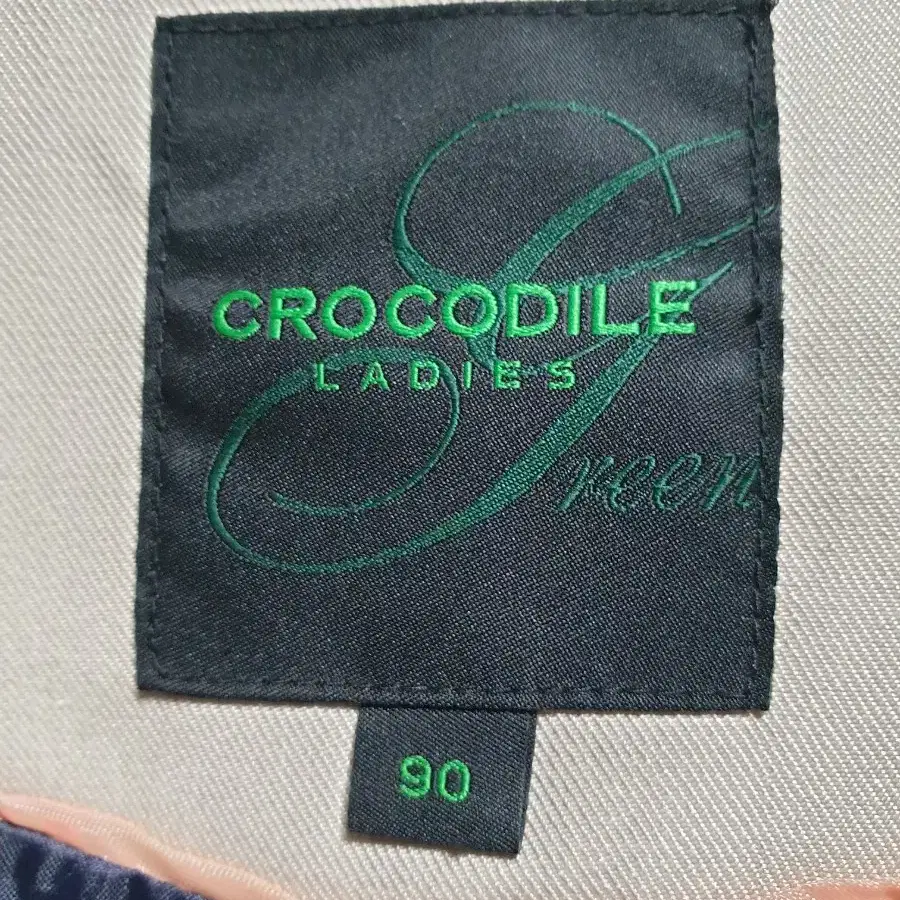 CROCODILE
LADIES
Green
90